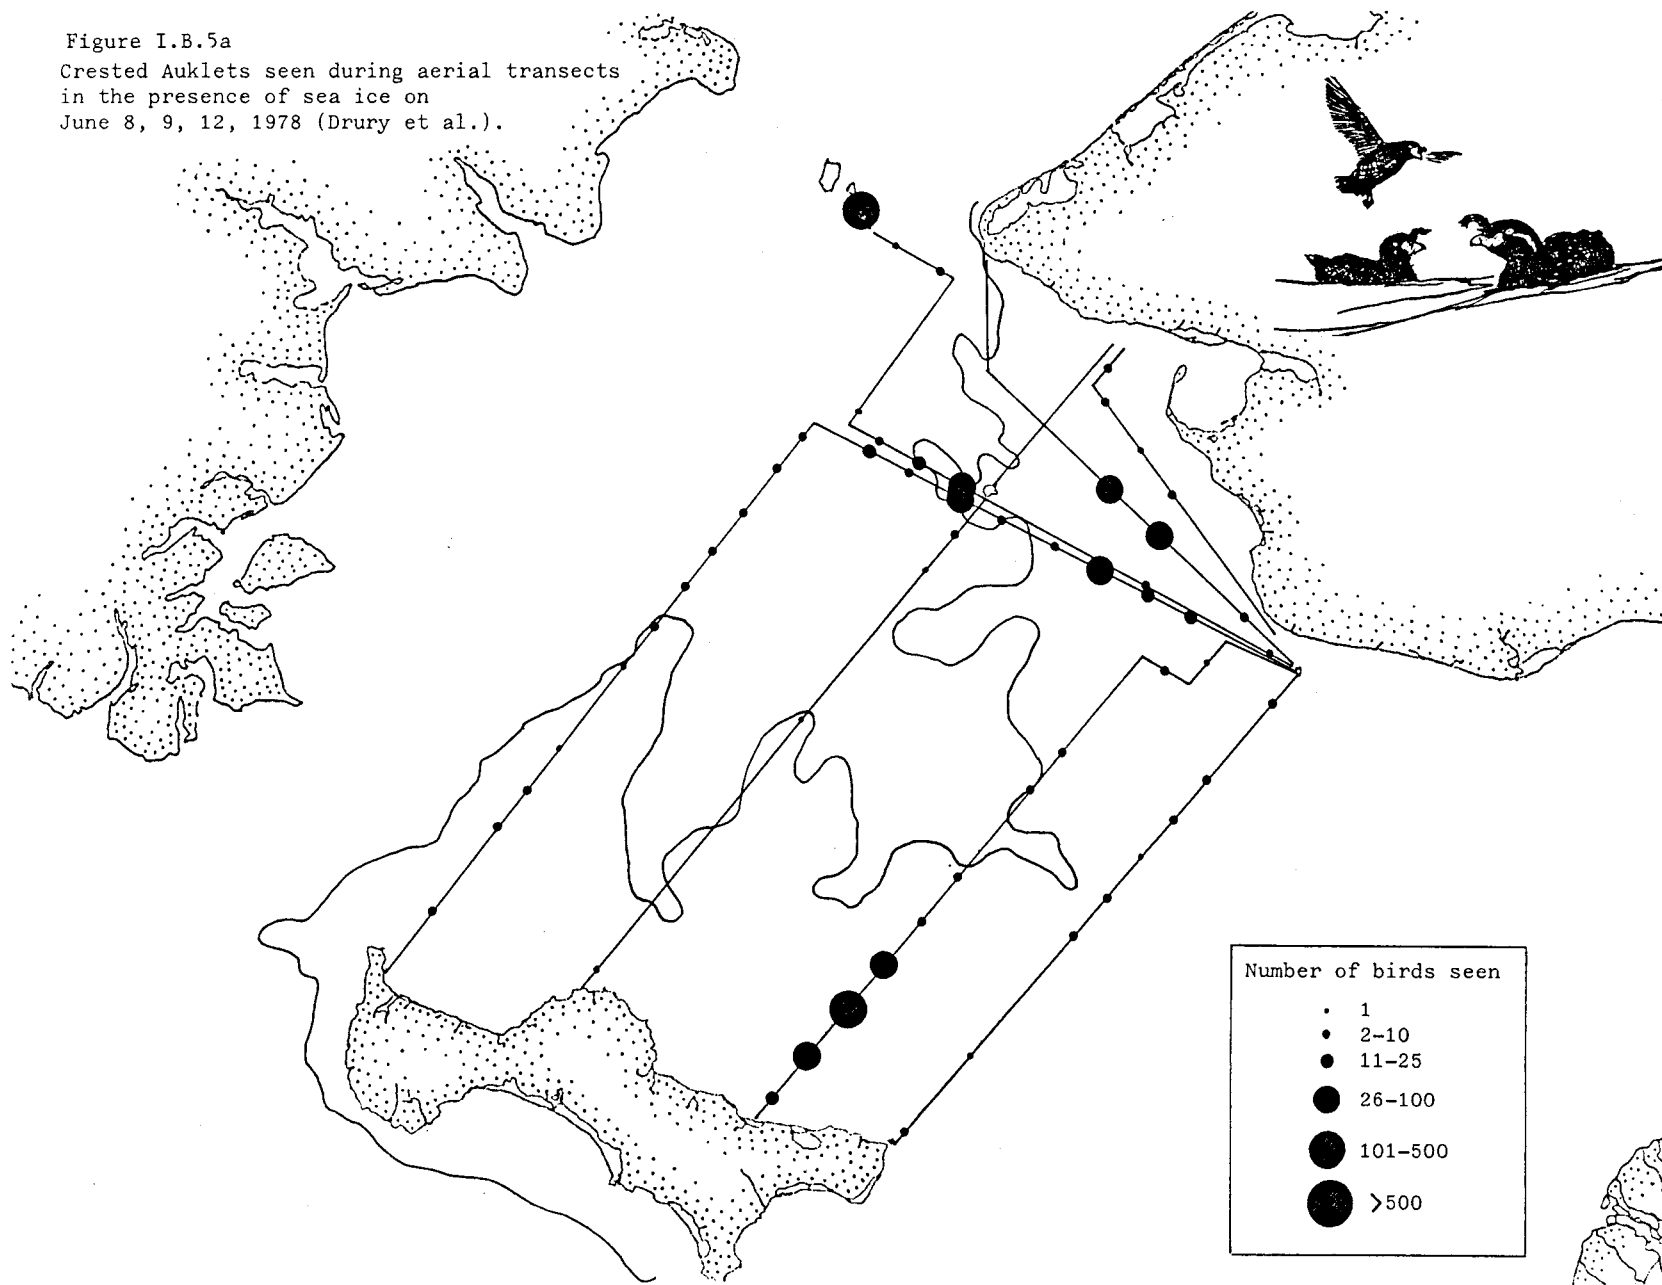 Figure I.B.5a
Crested Auklets seen during aerial transects
in the presence of sea ice on
June 8, 9, 12, 1978 (Drury et al.).
Number of birds seen
1
2-10
11-25
26-100
101-500
>500